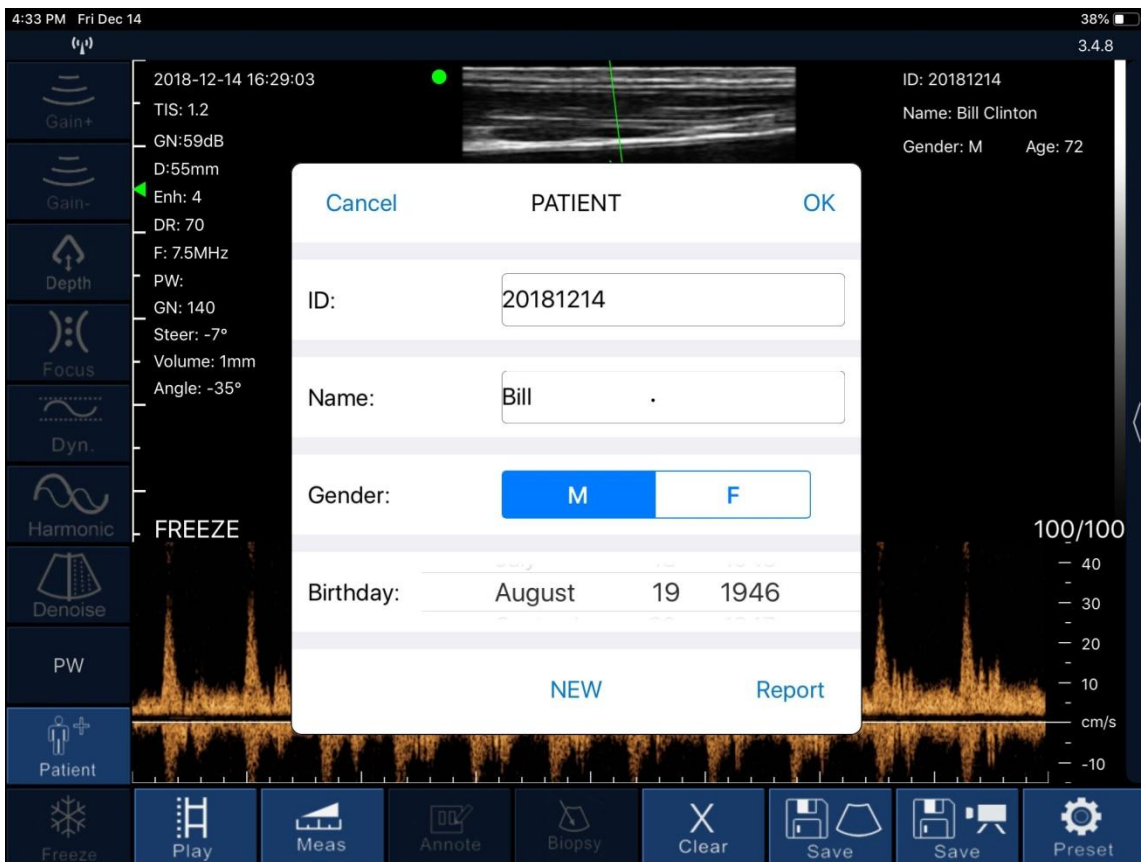 4:33 PM Fri Dec 14
38%
3.4.8
Gain+
Gain-
Depth
Focus
Dyn.
Harmonic
Denoise
PW
Patient
Freeze
2018-12-14 16:29:03
TIS: 1.2
GN:59dB
D:55mm
Enh: 4
DR: 70
F: 7.5MHz
PW:
GN: 140
Steer: -7°
Volume: 1mm
Angle: -35°
FREEZE
ID: 20181214
Name: Bill Clinton
Gender: M Age: 72
Cancel PATIENT OK
ID: 20181214
Name: Bill .
Gender: M F
Birthday: August 19 1946
NEW Report
100/100
40
30
20
10
cm/s
-10
Play
Meas
Annote
Biopsy
Clear
Save
Save
Preset